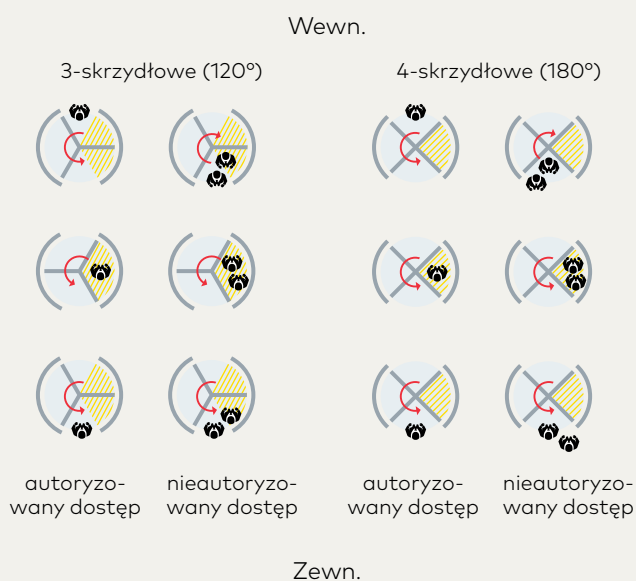 Wewn.
3-skrzydłowe (120°)
4-skrzydłowe (180°)
autoryzo-
wany dostęp
nieautoryzo-
wany dostęp
autoryzo-
wany dostęp
nieautoryzo-
wany dostęp
Zewn.